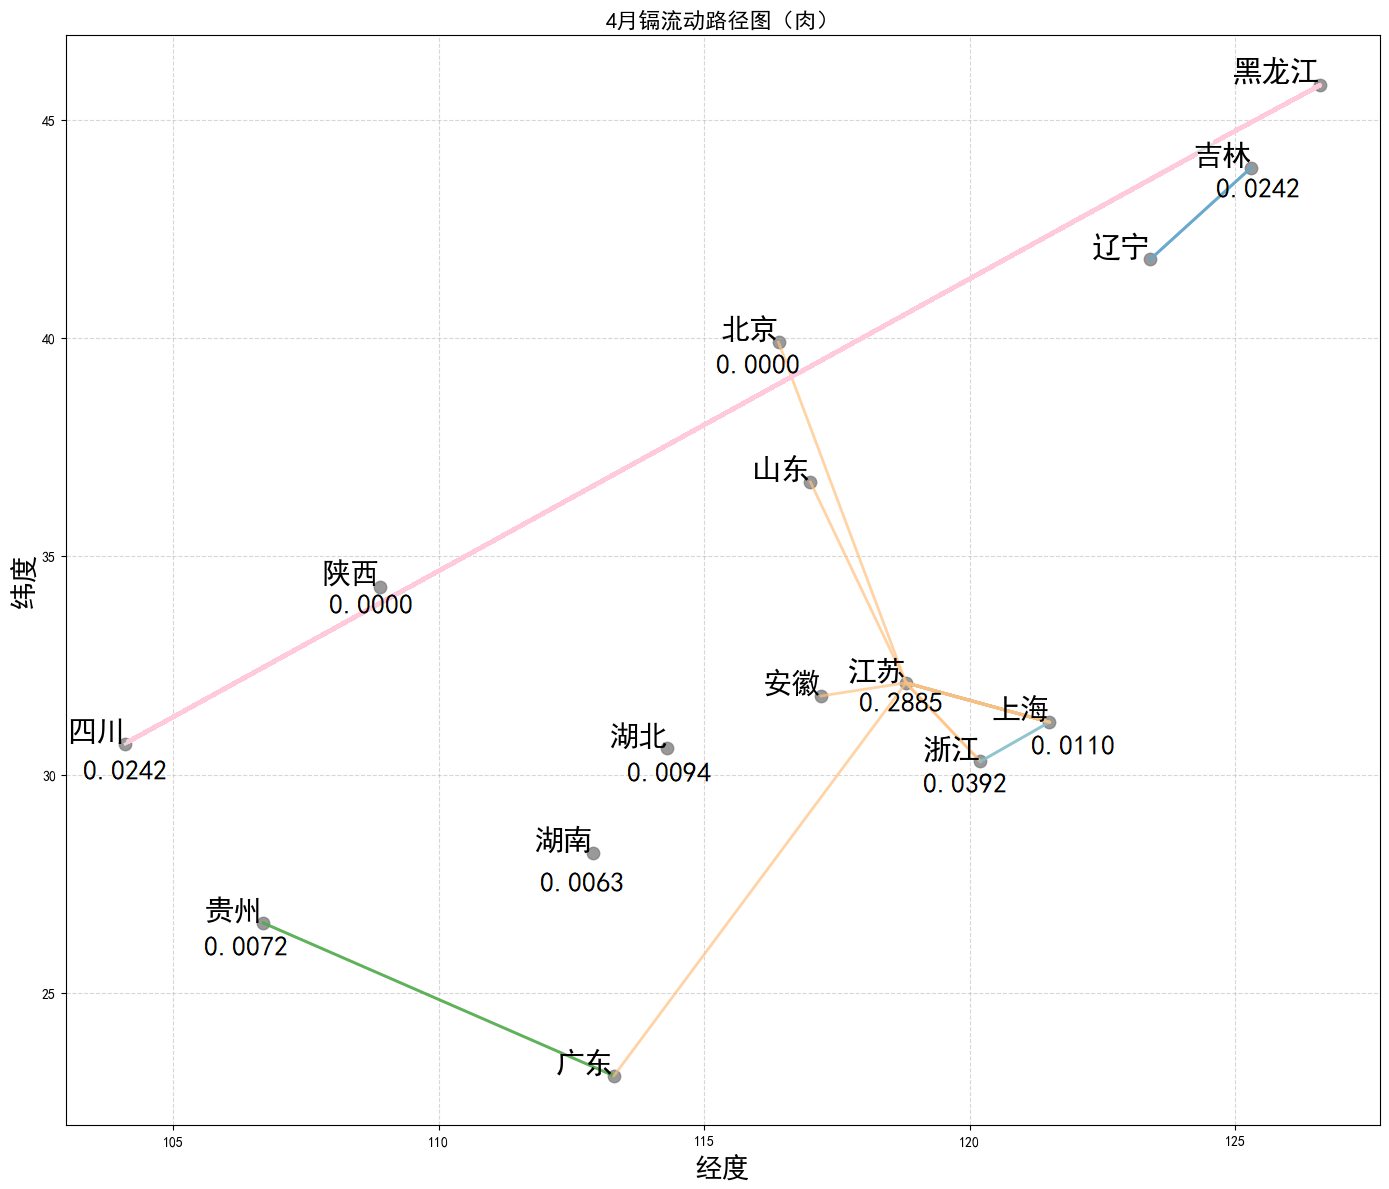 4月镉流动路径图（肉）
黑龙江
45
吉林
0.0242
辽宁
北京
40
0.0000
山东
35
陕西
0.0000
纬度
江苏
安徽
0.2885
上海
四川
湖北
浙江
0.0110
0.0242
30
0.0094
0.0392
湖南
0.0063
贵州
0.0072
25
广东
105
110
115
120
125
经度